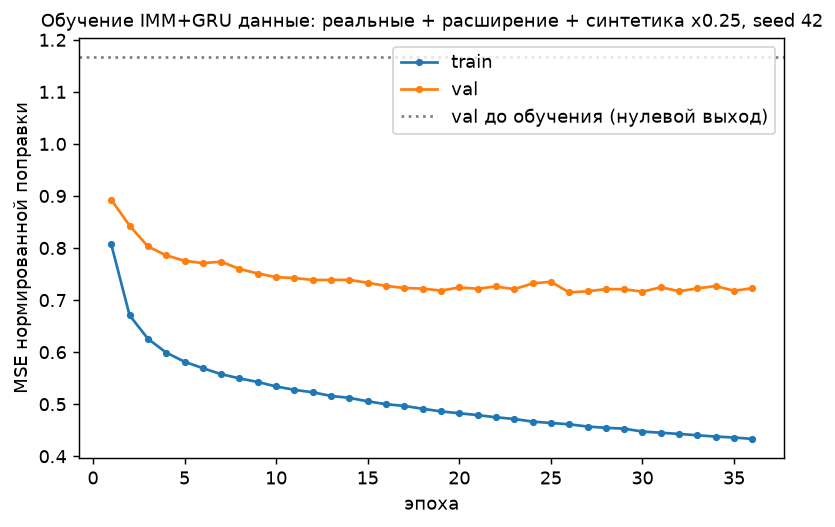 Обучение IMM+GRU данные: реальные + расширение + синтетика x0.25, seed 42
MSE нормированной поправки
1.2
1.1
1.0
0.9
0.8
0.7
0.6
0.5
0.4
train
val
val до обучения (нулевой выход)
0 5 10 15 20 25 30 35
эпоха